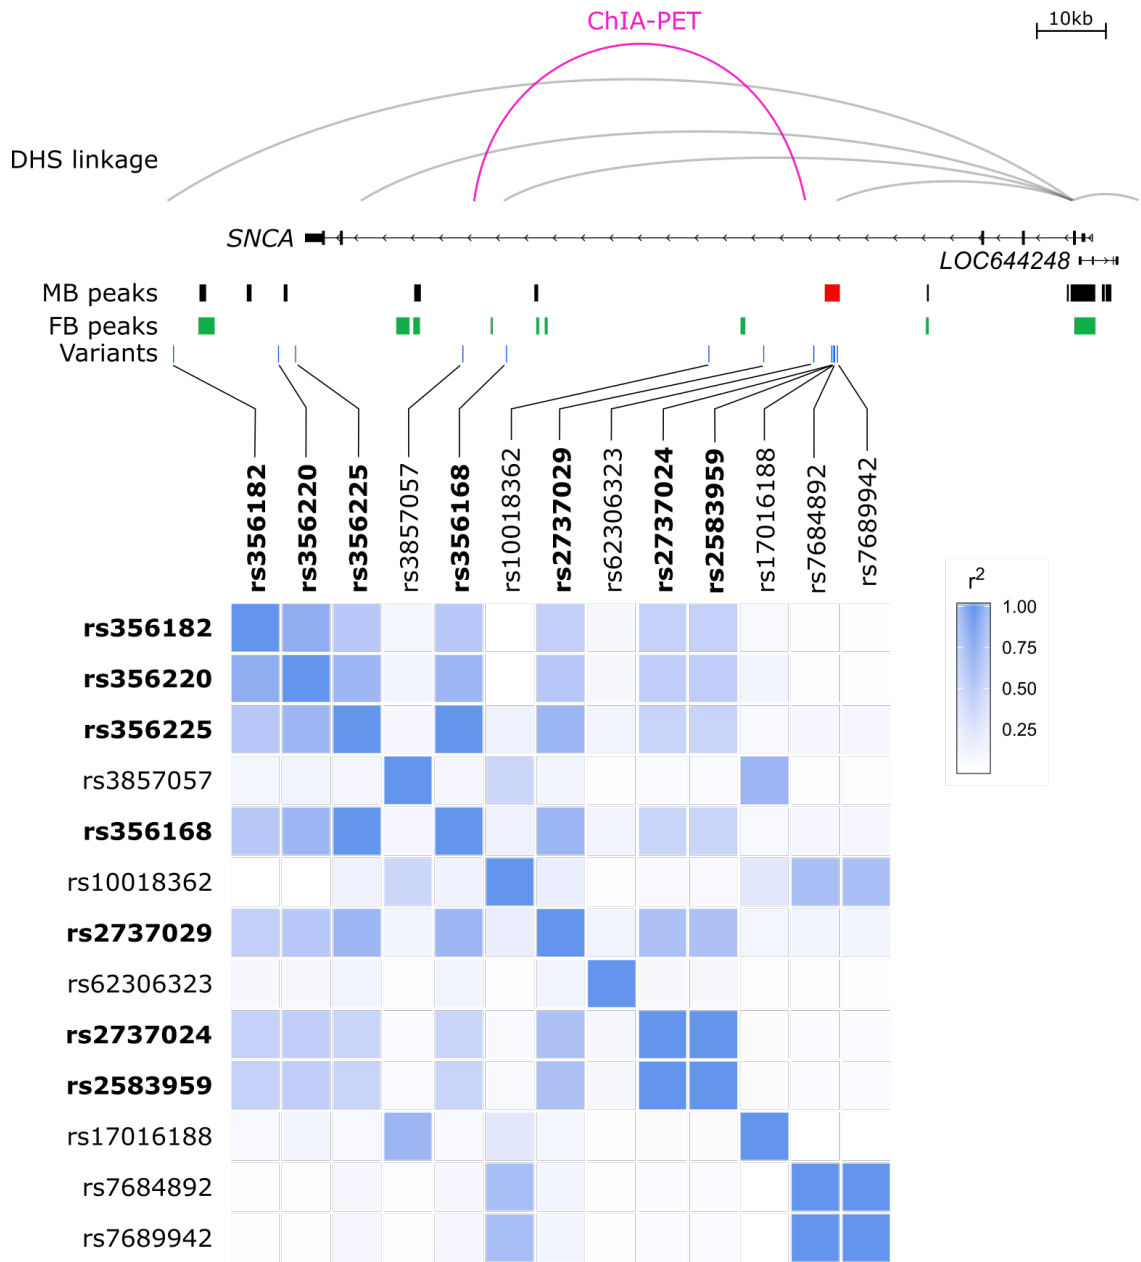 ChIA-PET
10kb
DHS linkage
SNCA
LOC644248
MB peaks
FB peaks
Variants
rs356182
rs356220
rs356225
rs3857057
rs356168
rs10018362
rs2737029
rs62306323
rs2737024
rs2583959
rs17016188
rs7684892
rs7689942
r²
1.00
0.75
0.50
0.25
rs356182
rs356220
rs356225
rs3857057
rs356168
rs10018362
rs2737029
rs62306323
rs2737024
rs2583959
rs17016188
rs7684892
rs7689942